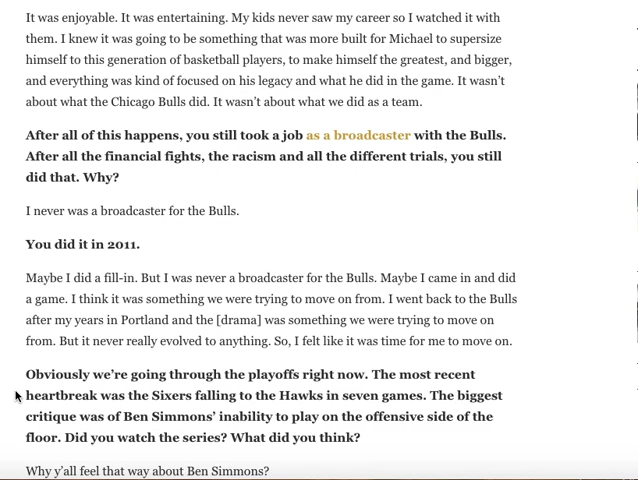 It was enjoyable. It was entertaining. My kids never saw my career so I watched it with
them. I knew it was going to be something that was more built for Michael to supersize
himself to this generation of basketball players, to make himself the greatest, and bigger,
and everything was kind of focused on his legacy and what he did in the game. It wasn’t
about what the Chicago Bulls did. It wasn’t about what we did as a team.
After all of this happens, you still took a job as a broadcaster with the Bulls.
After all the financial fights, the racism and all the different trials, you still
did that. Why?
I never was a broadcaster for the Bulls.
You did it in 2011.
Maybe I did a fill-in. But I was never a broadcaster for the Bulls. Maybe I came in and did
a game. I think it was something we were trying to move on from. I went back to the Bulls
after my years in Portland and the [drama] was something we were trying to move on
from. But it never really evolved to anything. So, I felt like it was time for me to move on.
Obviously we’re going through the playoffs right now. The most recent
heartbreak was the Sixers falling to the Hawks in seven games. The biggest
critique was of Ben Simmons’ inability to play on the offensive side of the
floor. Did you watch the series? What did you think?
Why y’all feel that way about Ben Simmons?